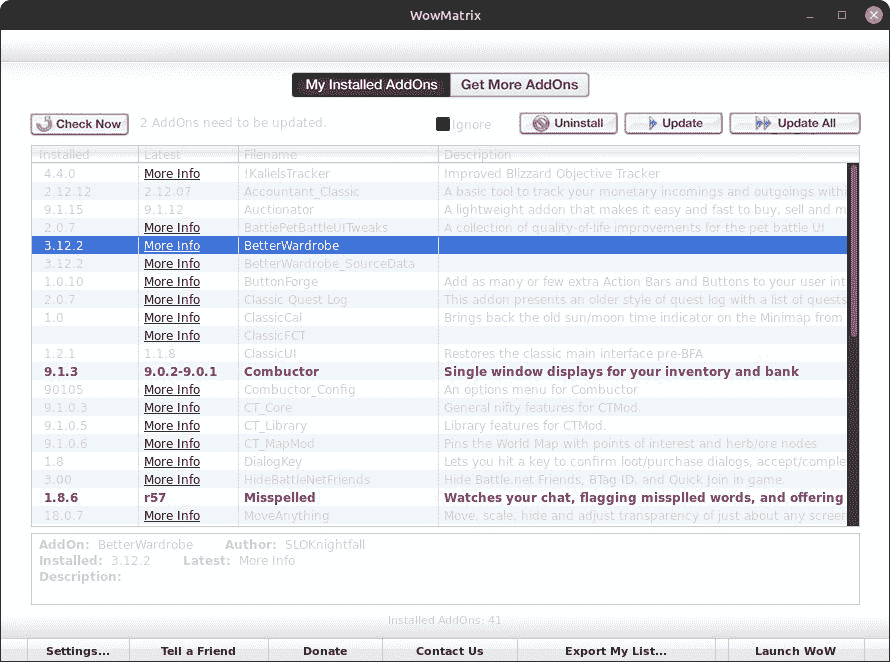 WowMatrix
My Installed AddOns Get More AddOns
Check Now 2 AddOns need to be updated. Ignore Uninstall Update Update All
Installed Latest Filename Description
4.4.0 More Info !KalielsTracker Improved Blizzard Objective Tracker
2.12.12 2.12.07 Accountant_Classic A basic tool to track your monetary incomings and outgoings with
9.1.15 9.1.12 Auctionator A lightweight addon that makes it easy and fast to buy, sell and m
2.0.7 More Info BattlePetBattleUITweaks A collection of quality-of-life improvements for the pet battle UI
3.12.2 More Info BetterWardrobe
3.12.2 More Info BetterWardrobe_SourceData
1.0.10 More Info ButtonForge Add as many or few extra Action Bars and Buttons to your user int
2.0.7 More Info Classic Quest Log This addon presents an older style of quest log with a list of quests
1.0 More Info ClassicCal Brings back the old sun/moon time indicator on the Minimap from
More Info ClassicFCT
1.2.1 1.1.8 ClassicUI Restores the classic main interface pre-BFA
9.1.3 9.0.2-9.0.1 Combuctor Single window displays for your inventory and bank
90105 More Info Combuctor_Config An options menu for Combuctor
9.1.0.3 More Info CT_Core General nifty features for CTMod.
9.1.0.5 More Info CT_Library Library features for CTMod.
9.1.0.6 More Info CT_MapMod Pins the World Map with points of interest and herb/ore nodes
1.8 More Info DialogKey Lets you hit a key to confirm loot/purchase dialogs, accept/comple
3.00 More Info HideBattleNetFriends Hide Battle.net Friends, BTag ID, and Quick Join in game.
1.8.6 r57 Misspelled Watches your chat, flagging missplled words, and offering
18.0.7 More Info MoveAnything Move, scale, hide and adjust transparency of just about any screen
AddOn: BetterWardrobe Author: SLOKnightfall
Installed: 3.12.2 Latest: More Info
Description:
Installed AddOns: 41
Settings... Tell a Friend Donate Contact Us Export My List... Launch WoW